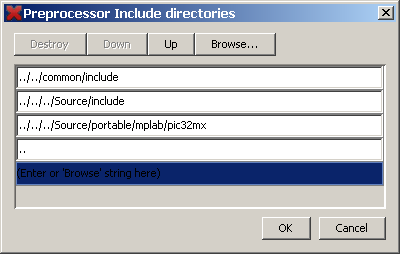 Preprocessor Include directories
Destroy Down Up Browse...
../../common/include
../../../Source/include
../../../Source/portable/mplab/pic32mx
..
(Enter or 'Browse' string here)
OK Cancel